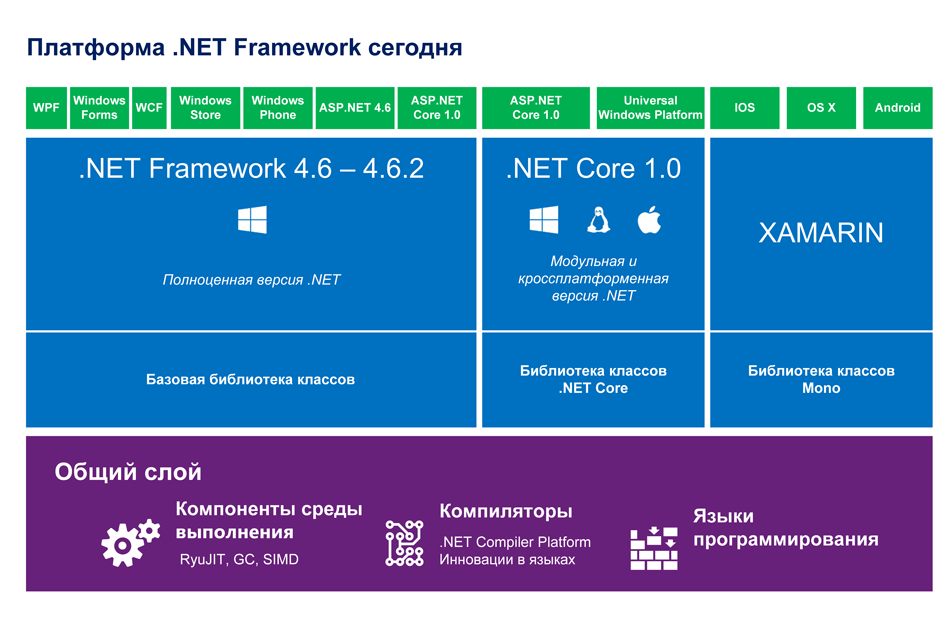 Платформа .NET Framework сегодня
WPF
Windows
Forms
WCF
Windows
Store
Windows
Phone
ASP.NET 4.6
ASP.NET
Core 1.0
ASP.NET
Core 1.0
Universal
Windows Platform
IOS
OS X
Android
.NET Framework 4.6 – 4.6.2
Полноценная версия .NET
.NET Core 1.0
Модульная и
кроссплатформенная
версия .NET
XAMARIN
Базовая библиотека классов
Библиотека классов
.NET Core
Библиотека классов
Mono
Общий слой
Компоненты среды
выполнения
RyuJIT, GC, SIMD
Компиляторы
.NET Compiler Platform
Инновации в языках
Языки
программирования